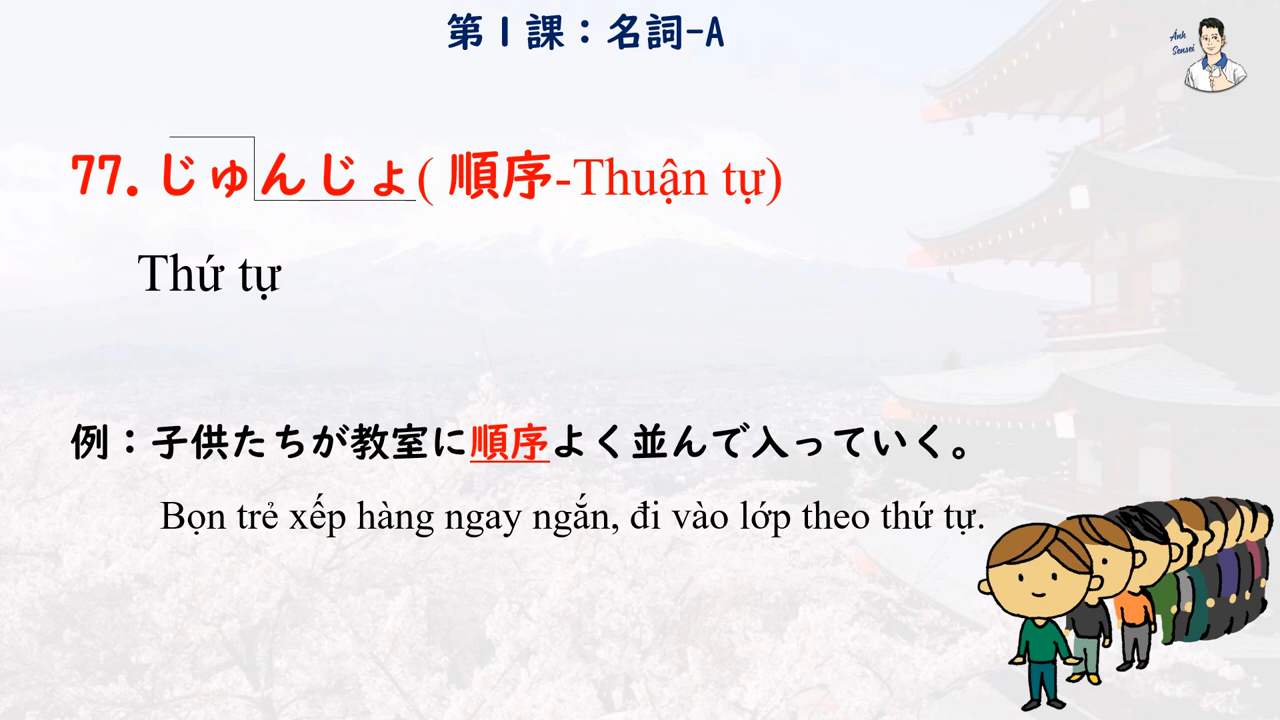 第1課：名詞-A
Ánh
Sensei
77.じゅんじょ( 順序-Thuận tự)
Thứ tự
例：子供たちが教室に順序よく並んで入っていく。
Bọn trẻ xếp hàng ngay ngắn, đi vào lớp theo thứ tự.